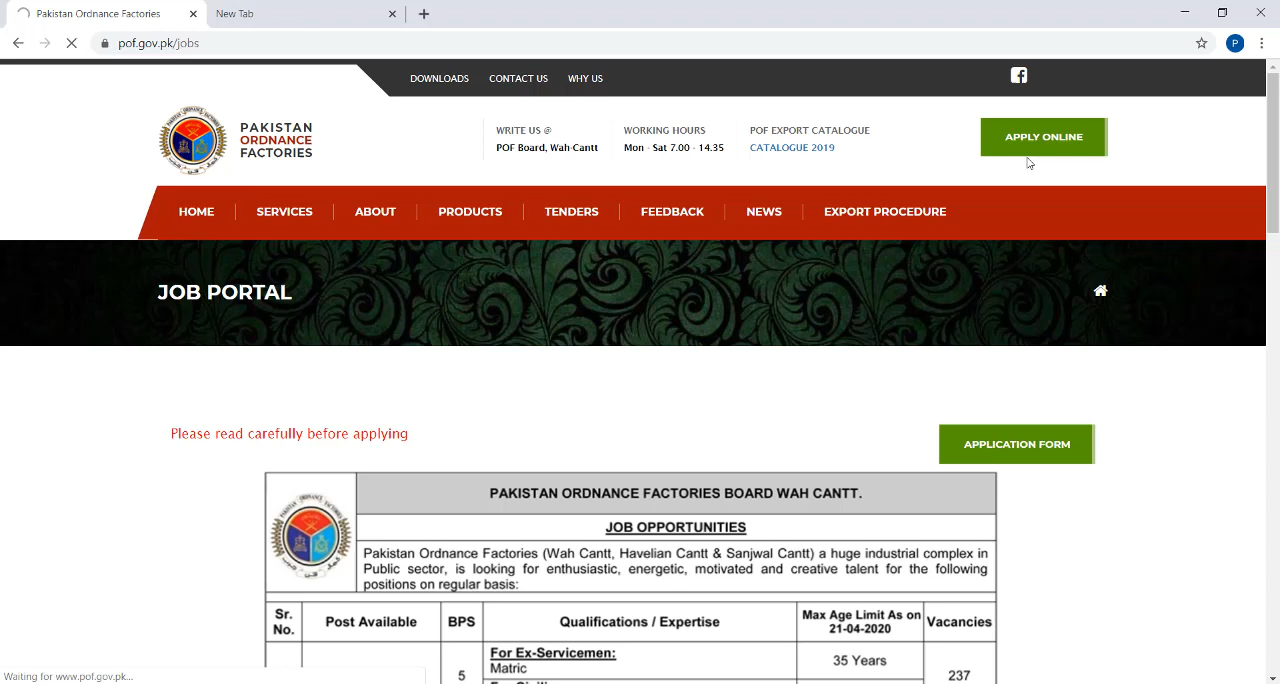 Pakistan Ordnance Factories
New Tab
pof.gov.pk/jobs
P
DOWNLOADS CONTACT US WHY US
PAKISTAN
ORDNANCE
FACTORIES
WRITE US @
POF Board, Wah-Cantt
WORKING HOURS
Mon - Sat 7.00 - 14.35
POF EXPORT CATALOGUE
CATALOGUE 2019
APPLY ONLINE
HOME SERVICES ABOUT PRODUCTS TENDERS FEEDBACK NEWS EXPORT PROCEDURE
JOB PORTAL
Please read carefully before applying
APPLICATION FORM
PAKISTAN ORDNANCE FACTORIES BOARD WAH CANTT.
JOB OPPORTUNITIES
Pakistan Ordnance Factories (Wah Cantt, Havelian Cantt & Sanjwal Cantt) a huge industrial complex in
Public sector, is looking for enthusiastic, energetic, motivated and creative talent for the following
positions on regular basis:
Sr.
No.
Post Available
BPS
Qualifications / Expertise
Max Age Limit As on
21-04-2020
Vacancies
5
For Ex-Servicemen:
Matric
35 Years
237
Waiting for www.pof.gov.pk...